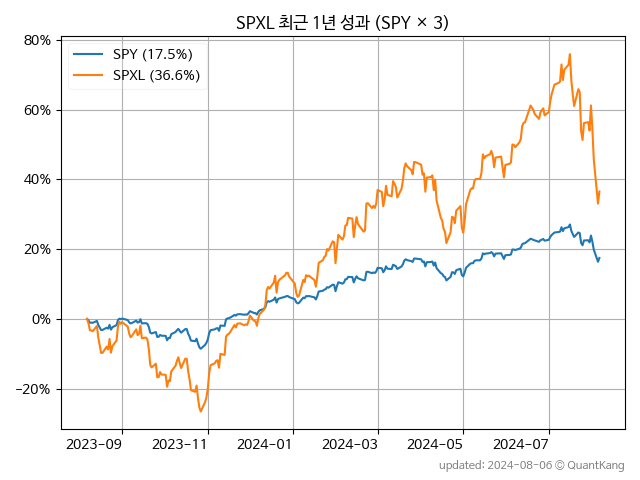 SPXL 최근 1년 성과 (SPY × 3)
SPY (17.5%)
SPXL (36.6%)
80%
60%
40%
20%
0%
−20%
2023-09 2023-11 2024-01 2024-03 2024-05 2024-07
updated: 2024-08-06 © QuantKang